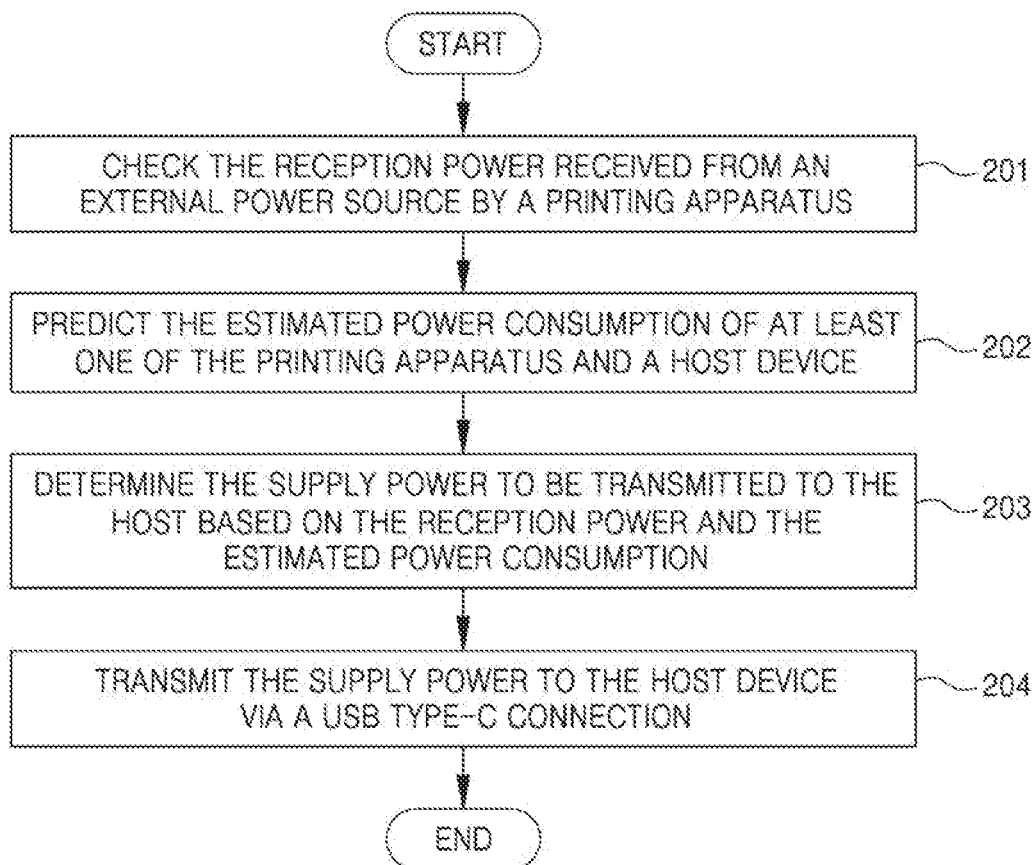 START
CHECK THE RECEPTION POWER RECEIVED FROM AN
EXTERNAL POWER SOURCE BY A PRINTING APPARATUS
201
PREDICT THE ESTIMATED POWER CONSUMPTION OF AT LEAST
ONE OF THE PRINTING APPARATUS AND A HOST DEVICE
202
DETERMINE THE SUPPLY POWER TO BE TRANSMITTED TO THE
HOST BASED ON THE RECEPTION POWER AND THE
ESTIMATED POWER CONSUMPTION
203
TRANSMIT THE SUPPLY POWER TO THE HOST DEVICE
VIA A USB TYPE-C CONNECTION
204
END